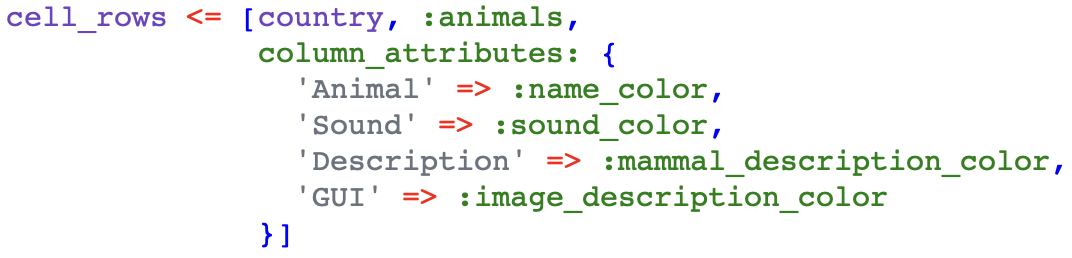 cell_rows <= [country, :animals,
              column_attributes: {
                'Animal' => :name_color,
                'Sound' => :sound_color,
                'Description' => :mammal_description_color,
                'GUI' => :image_description_color
              }]